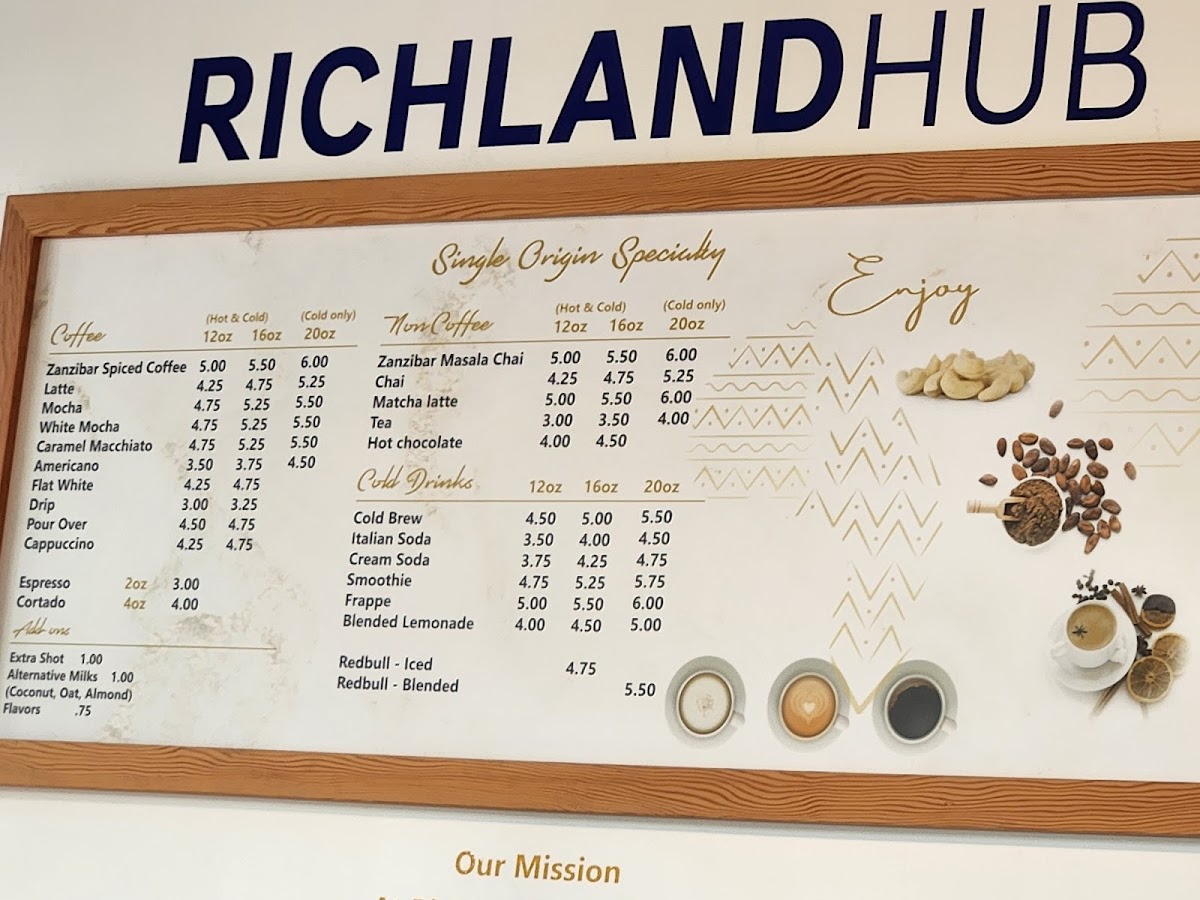 RICHLANDHUB
Single Origin Specialty
Enjoy
Coffee (Hot & Cold) (Cold only)
12oz 16oz 20oz
Zanzibar Spiced Coffee 5.00 5.50 6.00
Latte 4.25 4.75 5.25
Mocha 4.75 5.25 5.50
White Mocha 4.75 5.25 5.50
Caramel Macchiato 4.75 5.25 5.50
Americano 3.50 3.75 4.50
Flat White 4.25 4.75
Drip 3.00 3.25
Pour Over 4.50 4.75
Cappuccino 4.25 4.75
Espresso 2oz 3.00
Cortado 4oz 4.00
Add-ons
Extra Shot 1.00
Alternative Milks 1.00
(Coconut, Oat, Almond)
Flavors .75
Non Coffee (Hot & Cold) (Cold only)
12oz 16oz 20oz
Zanzibar Masala Chai 5.00 5.50 6.00
Chai 4.25 4.75 5.25
Matcha latte 5.00 5.50 6.00
Tea 3.00 3.50 4.00
Hot chocolate 4.00 4.50
Cold Drinks 12oz 16oz 20oz
Cold Brew 4.50 5.00 5.50
Italian Soda 3.50 4.00 4.50
Cream Soda 3.75 4.25 4.75
Smoothie 4.75 5.25 5.75
Frappe 5.00 5.50 6.00
Blended Lemonade 4.00 4.50 5.00
Redbull - Iced 4.75
Redbull - Blended 5.50
Our Mission